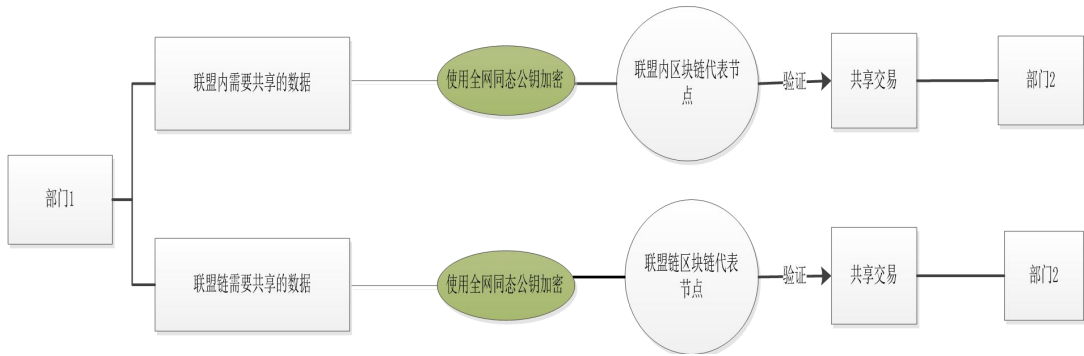 部门1
联盟内需要共享的数据
使用全网同态公钥加密
联盟内区块链代表节
点
验证
共享交易
部门2
联盟链需要共享的数据
使用全网同态公钥加密
联盟链区块链代表
节点
验证
共享交易
部门2